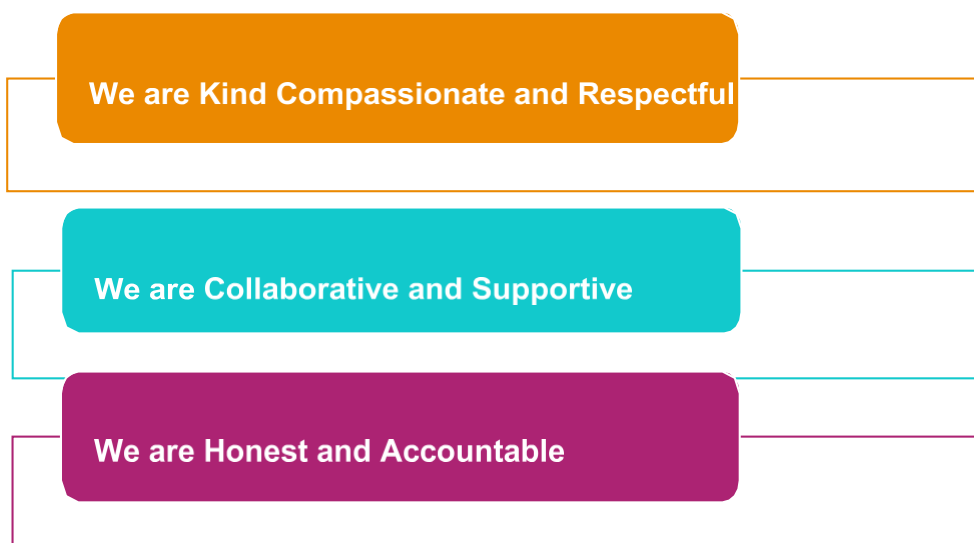 We are Kind Compassionate and Respectful
We are Collaborative and Supportive
We are Honest and Accountable